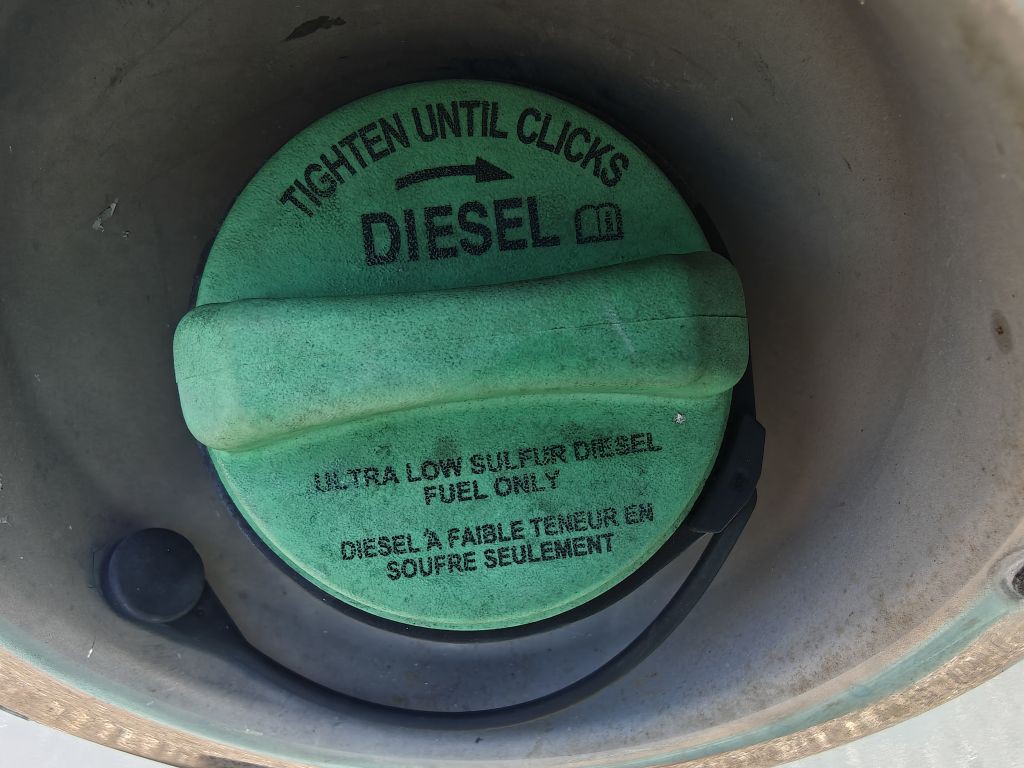 TIGHTEN UNTIL CLICKS
DIESEL
ULTRA LOW SULFUR DIESEL
FUEL ONLY
DIESEL À FAIBLE TENEUR EN
SOUFRE SEULEMENT